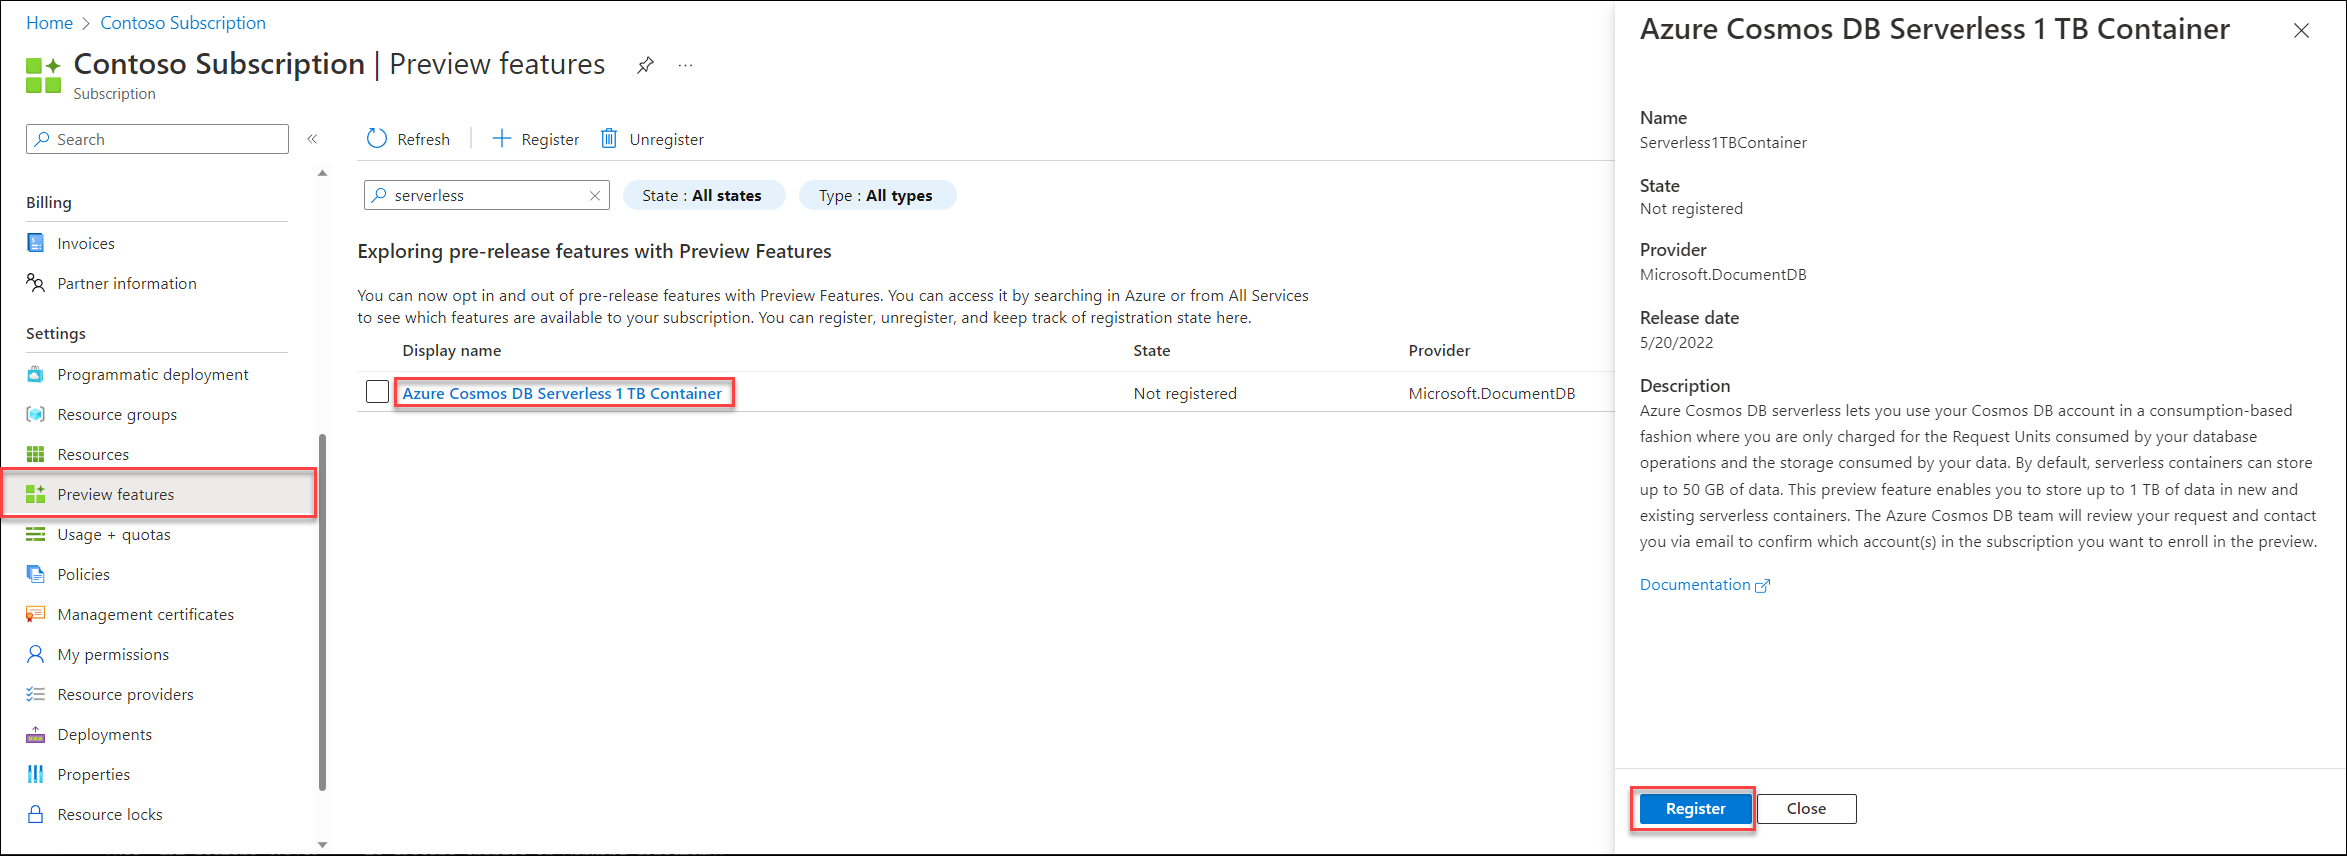 Home > Contoso Subscription
Contoso Subscription | Preview features
Subscription
Search
Billing
Invoices
Partner information
Settings
Programmatic deployment
Resource groups
Resources
Preview features
Usage + quotas
Policies
Management certificates
My permissions
Resource providers
Deployments
Properties
Resource locks
Refresh Register Unregister
serverless State : All states Type : All types
Exploring pre-release features with Preview Features
You can now opt in and out of pre-release features with Preview Features. You can access it by searching in Azure or from All Services
to see which features are available to your subscription. You can register, unregister, and keep track of registration state here.
Display name State Provider
Azure Cosmos DB Serverless 1 TB Container Not registered Microsoft.DocumentDB
Azure Cosmos DB Serverless 1 TB Container
Name
Serverless1TBContainer
State
Not registered
Provider
Microsoft.DocumentDB
Release date
5/20/2022
Description
Azure Cosmos DB serverless lets you use your Cosmos DB account in a consumption-based
fashion where you are only charged for the Request Units consumed by your database
operations and the storage consumed by your data. By default, serverless containers can store
up to 50 GB of data. This preview feature enables you to store up to 1 TB of data in new and
existing serverless containers. The Azure Cosmos DB team will review your request and contact
you via email to confirm which account(s) in the subscription you want to enroll in the preview.
Documentation
Register Close